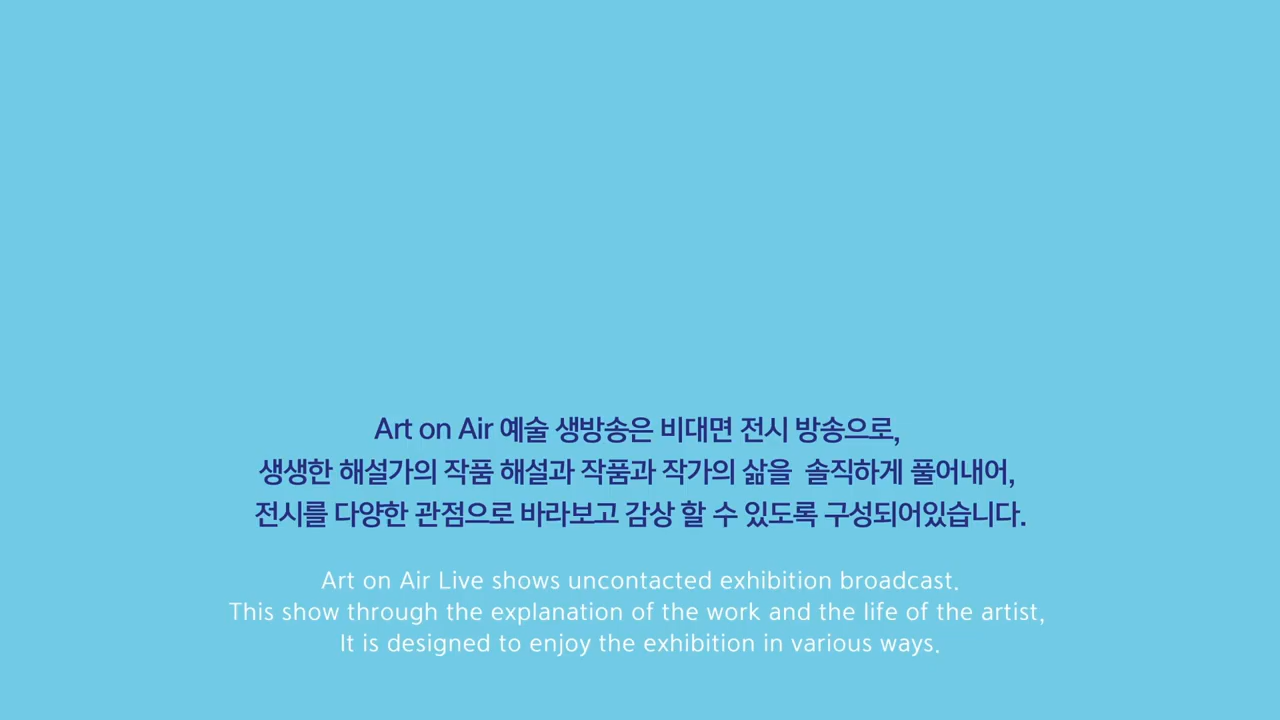 Art on Air 예술 생방송은 비대면 전시 방송으로,
생생한 해설가의 작품 해설과 작품과 작가의 삶을 솔직하게 풀어내어,
전시를 다양한 관점으로 바라보고 감상 할 수 있도록 구성되어있습니다.
Art on Air Live shows uncontacted exhibition broadcast.
This show through the explanation of the work and the life of the artist,
It is designed to enjoy the exhibition in various ways.